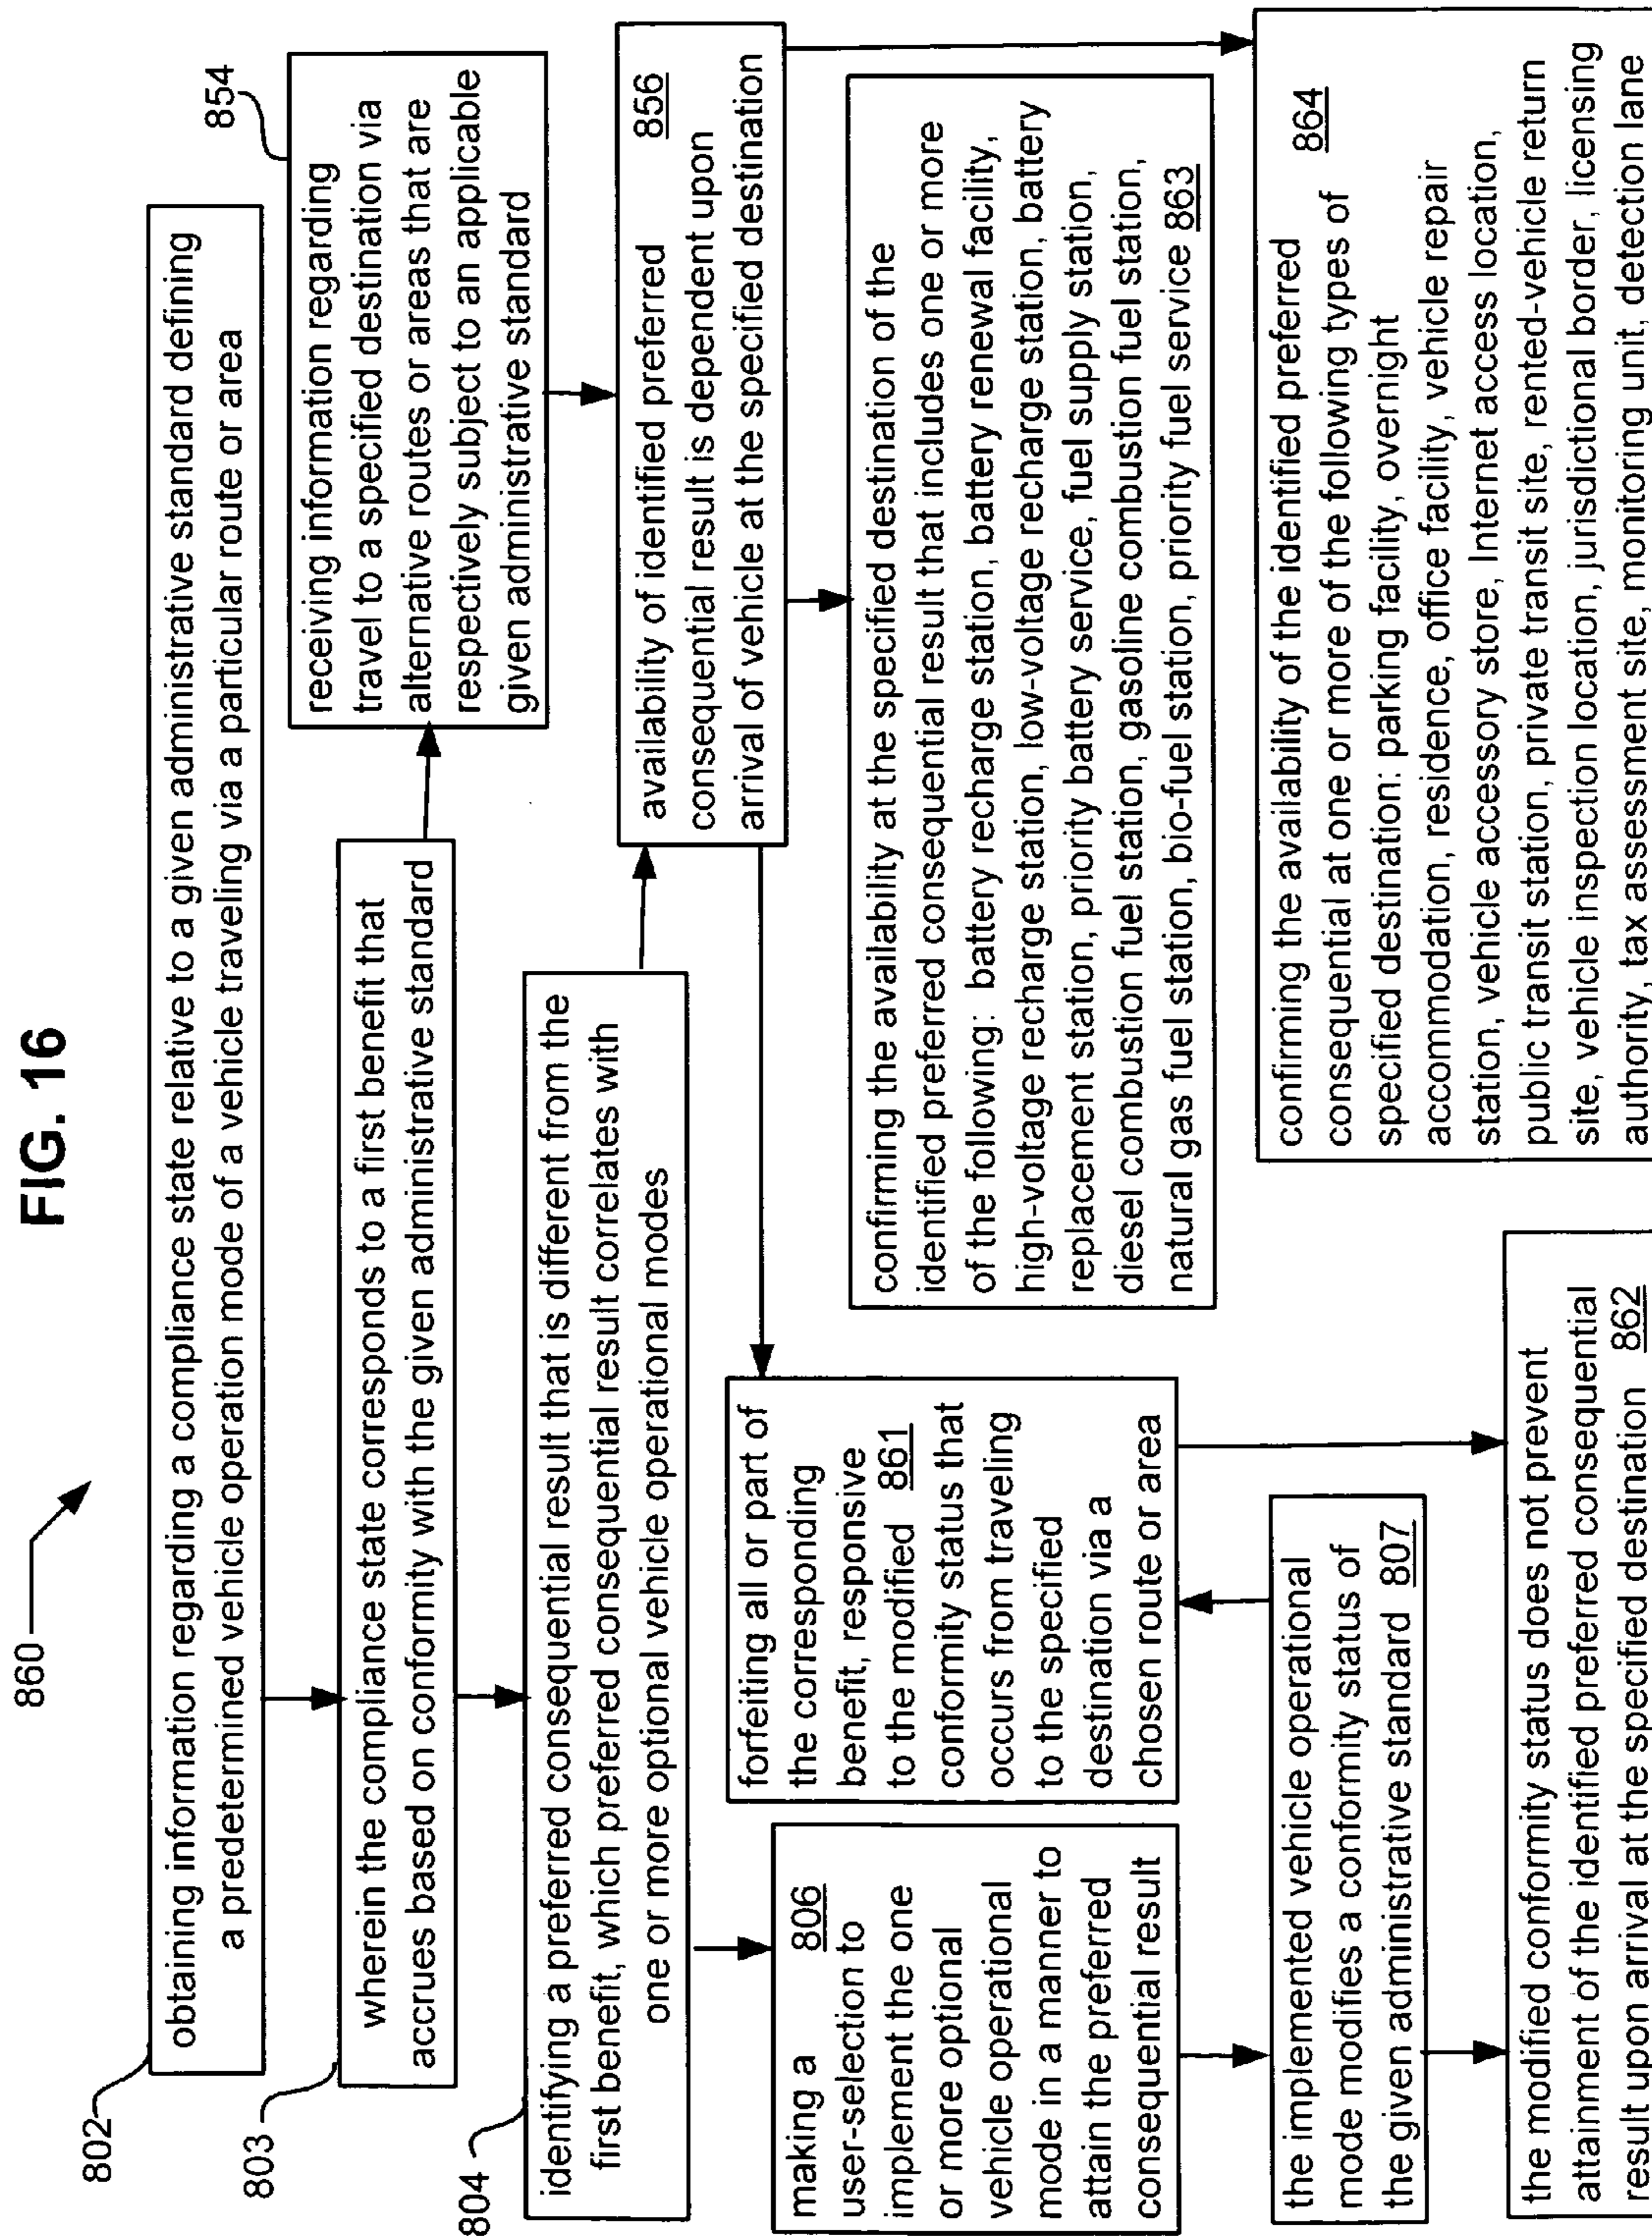 FIG. 16
860
802
obtaining information regarding a compliance state relative to a given administrative standard defining
a predetermined vehicle operation mode of a vehicle traveling via a particular route or area
803
wherein the compliance state corresponds to a first benefit that
accrues based on conformity with the given administrative standard
854
receiving information regarding
travel to a specified destination via
alternative routes or areas that are
respectively subject to an applicable
given administrative standard
804
identifying a preferred consequential result that is different from the
first benefit, which preferred consequential result correlates with
one or more optional vehicle operational modes
availability of identified preferred 856
consequential result is dependent upon
arrival of vehicle at the specified destination
making a 806
user-selection to
implement the one
or more optional
vehicle operational
mode in a manner to
attain the preferred
consequential result
forfeiting all or part of
the corresponding
benefit, responsive
to the modified 861
conformity status that
occurs from traveling
to the specified
destination via a
chosen route or area
confirming the availability at the specified destination of the
identified preferred consequential result that includes one or more
of the following: battery recharge station, battery renewal facility,
high-voltage recharge station, low-voltage recharge station, battery
replacement station, priority battery service, fuel supply station,
diesel combustion fuel station, gasoline combustion fuel station,
natural gas fuel station, bio-fuel station, priority fuel service 863
the implemented vehicle operational
mode modifies a conformity status of
the given administrative standard 807
the modified conformity status does not prevent
attainment of the identified preferred consequential
result upon arrival at the specified destination 862
confirming the availability of the identified preferred
consequential at one or more of the following types of 864
specified destination: parking facility, overnight
accommodation, residence, office facility, vehicle repair
station, vehicle accessory store, Internet access location,
public transit station, private transit site, rented-vehicle return
site, vehicle inspection location, jurisdictional border, licensing
authority, tax assessment site, monitoring unit, detection lane